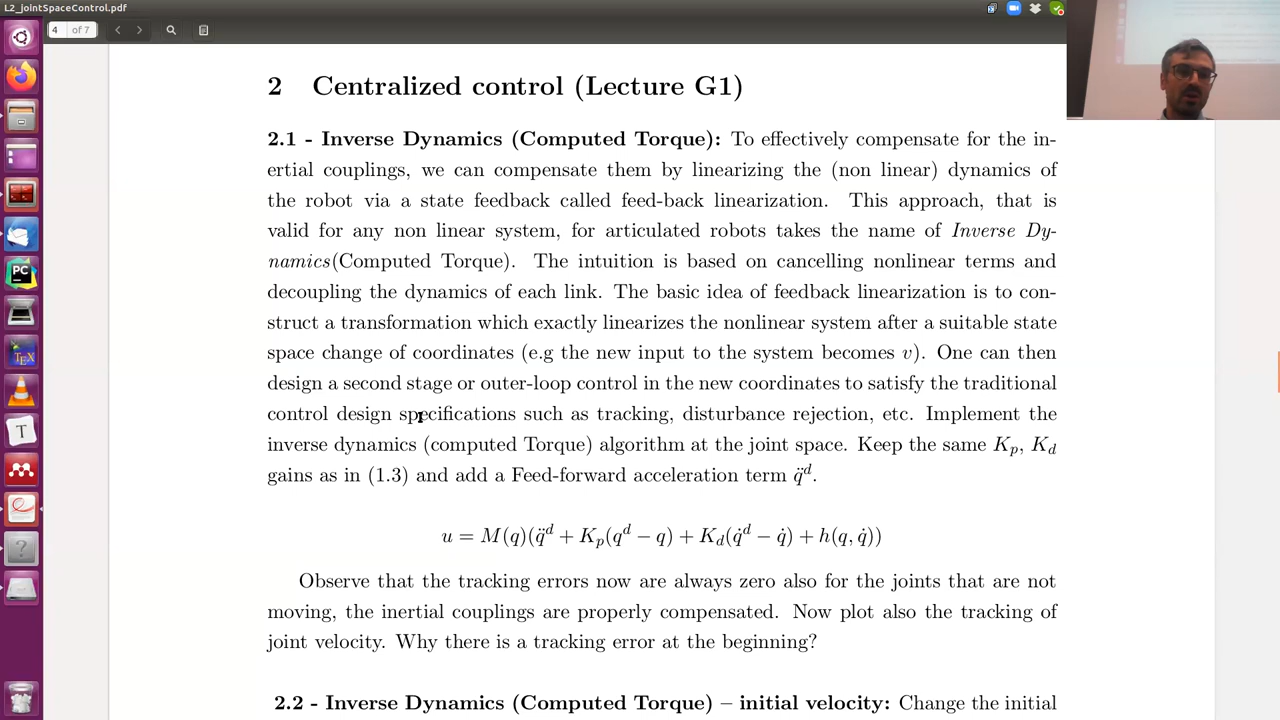 L2_jointSpaceControl.pdf
4 of 7
2 Centralized control (Lecture G1)
2.1 - Inverse Dynamics (Computed Torque): To effectively compensate for the in-
ertial couplings, we can compensate them by linearizing the (non linear) dynamics of
the robot via a state feedback called feed-back linearization. This approach, that is
valid for any non linear system, for articulated robots takes the name of Inverse Dy-
namics(Computed Torque). The intuition is based on cancelling nonlinear terms and
decoupling the dynamics of each link. The basic idea of feedback linearization is to con-
struct a transformation which exactly linearizes the nonlinear system after a suitable state
space change of coordinates (e.g the new input to the system becomes v). One can then
design a second stage or outer-loop control in the new coordinates to satisfy the traditional
control design specifications such as tracking, disturbance rejection, etc. Implement the
inverse dynamics (computed Torque) algorithm at the joint space. Keep the same Kp, Kd
gains as in (1.3) and add a Feed-forward acceleration term q̈ᵈ.
u = M(q)(q̈ᵈ + Kp(qᵈ − q) + Kd(q̇ᵈ − q̇) + h(q, q̇))
Observe that the tracking errors now are always zero also for the joints that are not
moving, the inertial couplings are properly compensated. Now plot also the tracking of
joint velocity. Why there is a tracking error at the beginning?
2.2 - Inverse Dynamics (Computed Torque) – initial velocity: Change the initial
PC
TEX
T